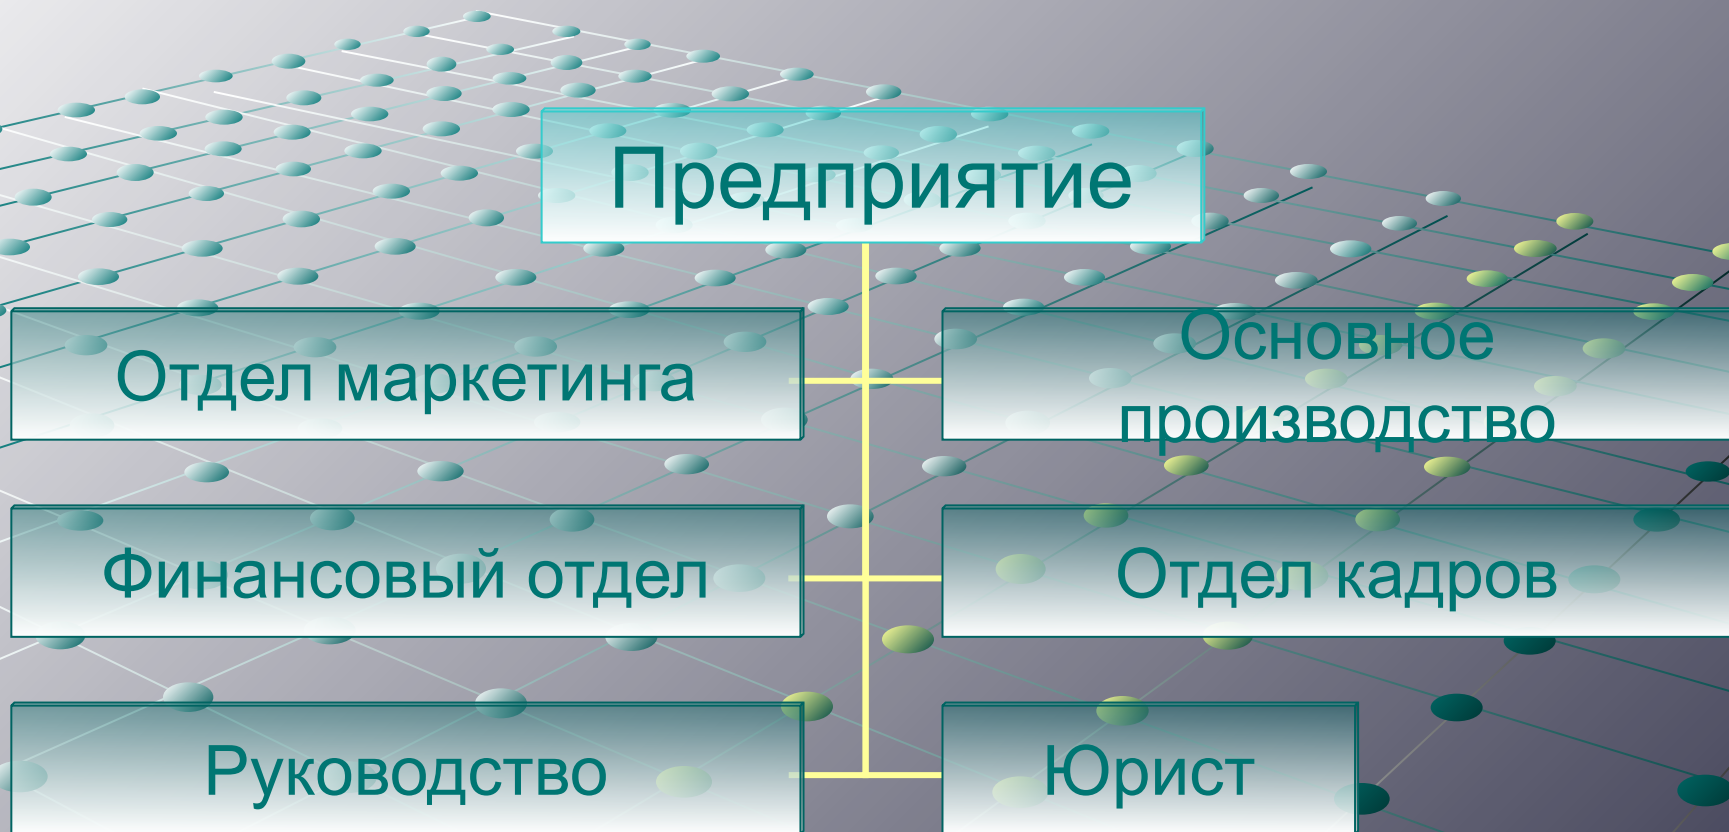 Предприятие
Отдел маркетинга
Основное
производство
Финансовый отдел
Отдел кадров
Руководство
Юрист